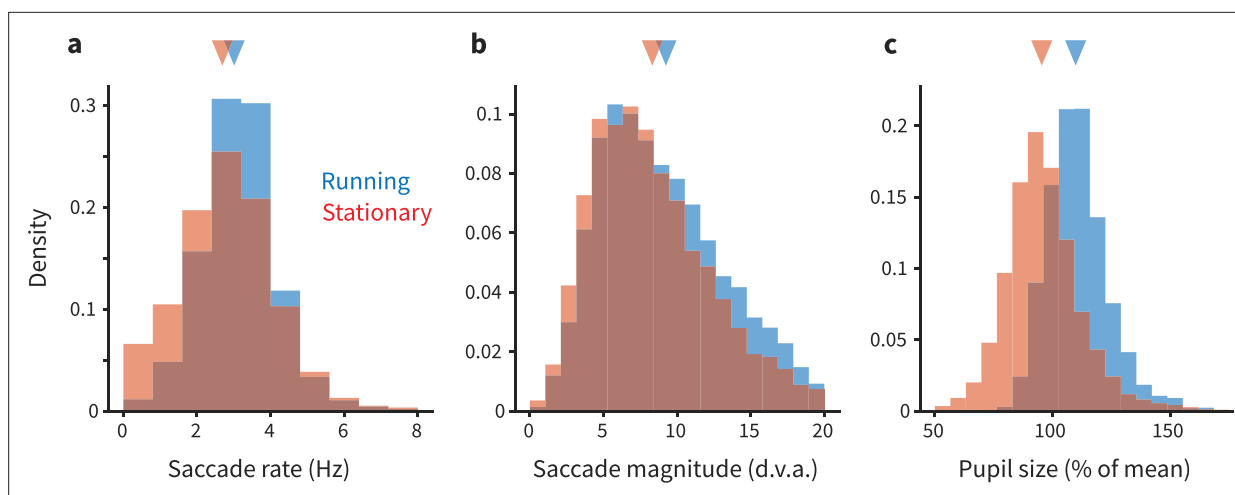 a
b
c
0.3
0.2
0.1
0
Density
Running
Stationary
0 2 4 6 8
Saccade rate (Hz)
0.1
0.08
0.06
0.04
0.02
0
0 5 10 15 20
Saccade magnitude (d.v.a.)
0.2
0.15
0.1
0.05
0
50 100 150
Pupil size (% of mean)